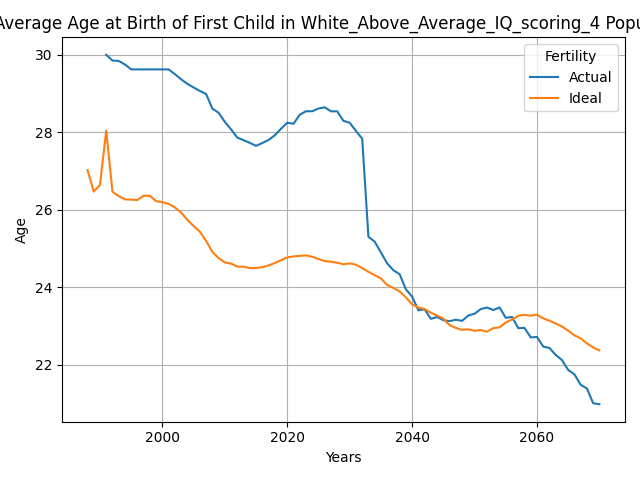 Average Age at Birth of First Child in White_Above_Average_IQ_scoring_4 Popu
Fertility
Actual
Ideal
30
28
26
24
22
Age
2000
2020
2040
2060
Years